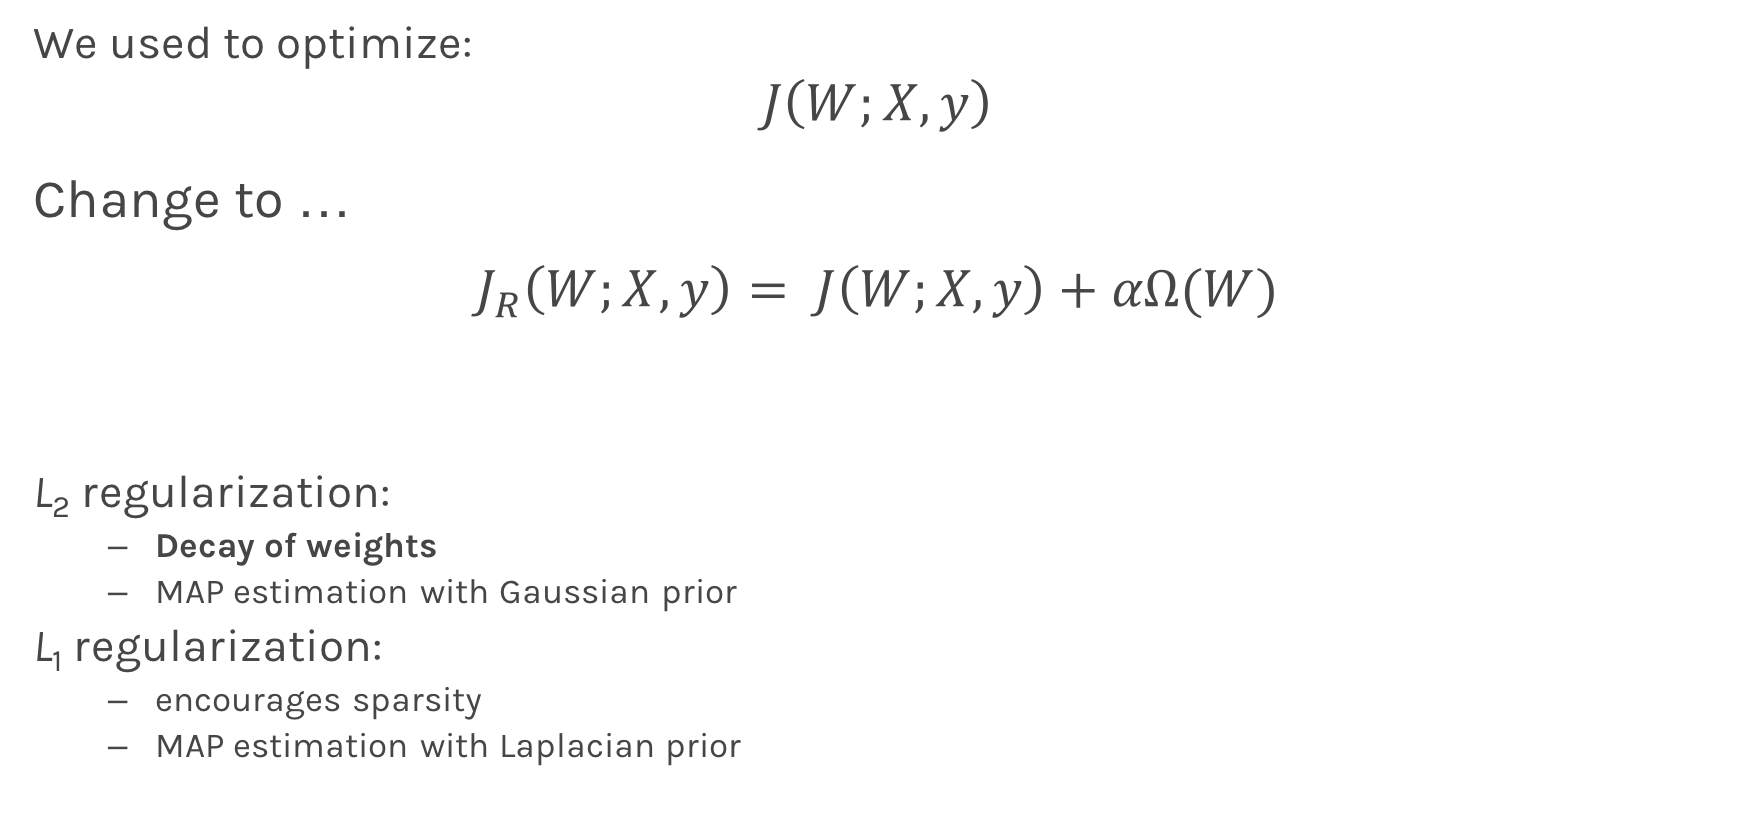 We used to optimize:
J(W; X, y)
Change to …
J_R(W; X, y) = J(W; X, y) + αΩ(W)
L₂ regularization:
– Decay of weights
– MAP estimation with Gaussian prior
L₁ regularization:
– encourages sparsity
– MAP estimation with Laplacian prior